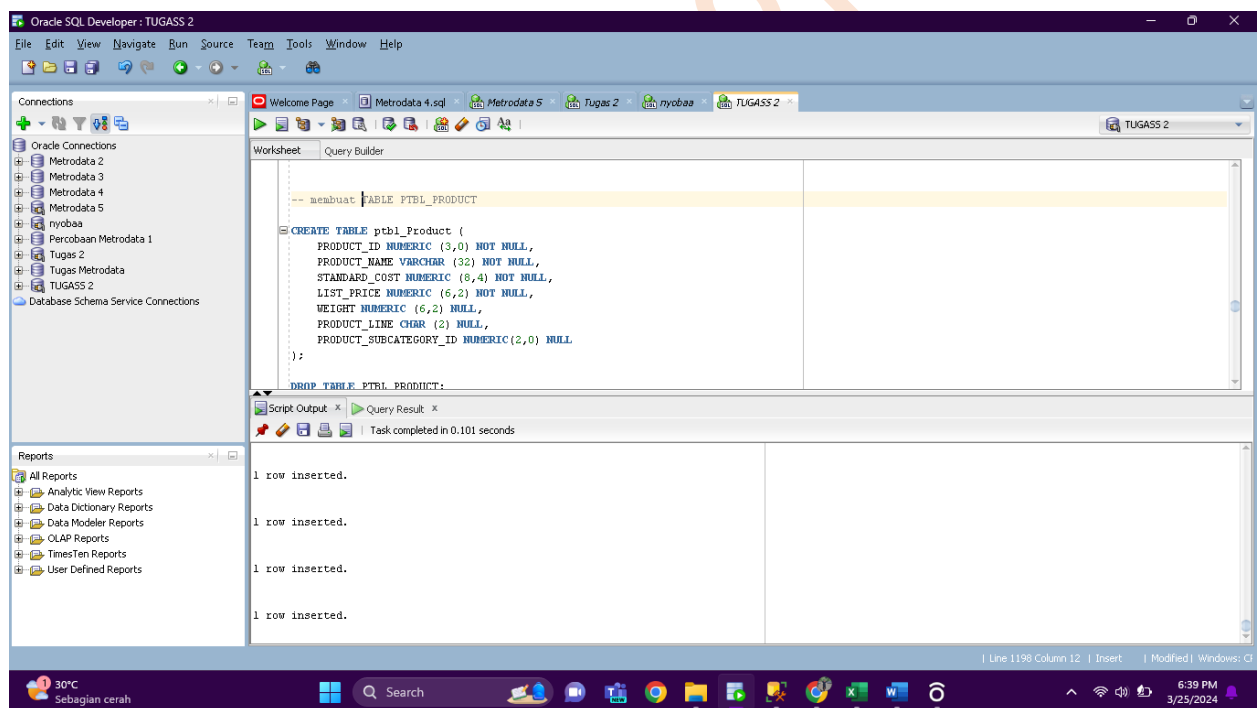 Oracle SQL Developer : TUGASS 2
File Edit View Navigate Run Source Team Tools Window Help
Connections
Oracle Connections
Metrodata 2
Metrodata 3
Metrodata 4
Metrodata 5
nyobaa
Percobaan Metrodata 1
Tugas 2
Tugas Metrodata
TUGASS 2
Database Schema Service Connections
Reports
All Reports
Analytic View Reports
Data Dictionary Reports
Data Modeler Reports
OLAP Reports
TimesTen Reports
User Defined Reports
Welcome Page Metrodata 4.sql Metrodata 5 Tugas 2 nyobaa TUGASS 2
TUGASS 2
Worksheet Query Builder
-- membuat TABLE PTBL_PRODUCT
CREATE TABLE ptbl_Product (
PRODUCT_ID NUMERIC (3,0) NOT NULL,
PRODUCT_NAME VARCHAR (32) NOT NULL,
STANDARD_COST NUMERIC (8,4) NOT NULL,
LIST_PRICE NUMERIC (6,2) NOT NULL,
WEIGHT NUMERIC (6,2) NULL,
PRODUCT_LINE CHAR (2) NULL,
PRODUCT_SUBCATEGORY_ID NUMERIC(2,0) NULL
);
DROP TABLE PTBL_PRODUCT;
Script Output x Query Result x
Task completed in 0.101 seconds
1 row inserted.
1 row inserted.
1 row inserted.
1 row inserted.
| Line 1198 Column 12 | Insert | Modified | Windows: CF
1
30°C
Sebagian cerah
Search
6:39 PM
3/25/2024